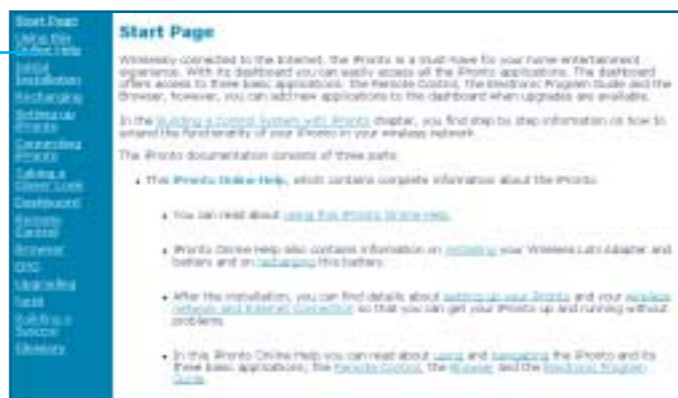 Start Page
Using this
Online Help
Initial
Installation
Recharging
Setting up
iPronto
Connecting
iPronto
Taking a
Closer Look
Dashboard
Remote
Control
Browser
EPG
Upgrading
FAQs
Building a
System
Glossary
Start Page
Wirelessly connected to the Internet, the iPronto is a must-have for your home entertainment
experience. With its dashboard you can easily access all the iPronto applications. The dashboard
offers access to three basic applications: the Remote Control, the Electronic Program Guide and the
Browser, however, you can add new applications to the dashboard when upgrades are available.
In the Building a Control System with iPronto chapter, you find step by step information on how to
extend the functionality of your iPronto in your wireless network.
The iPronto documentation consists of three parts:
• This iPronto Online Help, which contains complete information about the iPronto:
• You can read about using this iPronto Online Help.
• iPronto Online Help also contains information on installing your Wireless LAN Adapter and
battery and on recharging this battery.
• After the installation, you can find details about setting up your iPronto and your wireless
network and Internet Connection so that you can get your iPronto up and running without
problems.
• In this iPronto Online Help you can read about using and navigating the iPronto and its
three basic applications; the Remote Control, the Browser and the Electronic Program
Guide.